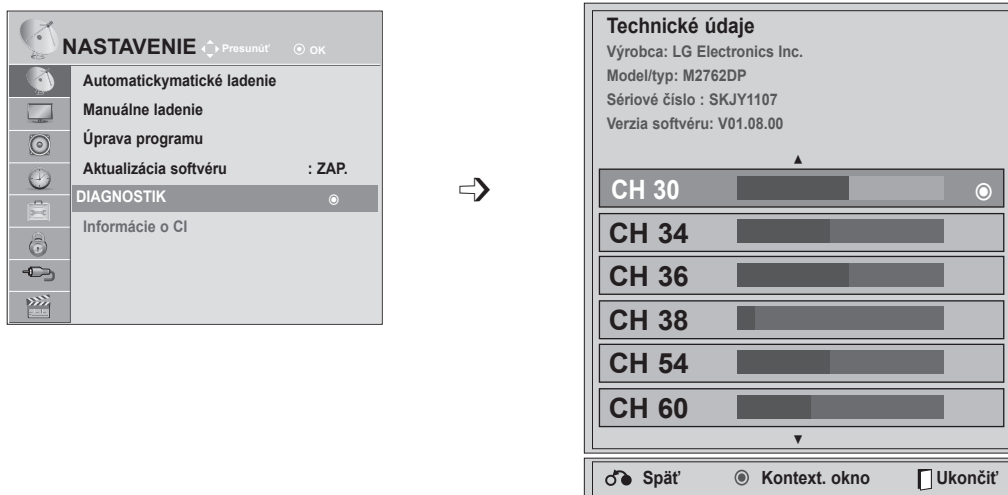 NASTAVENIE Presunúť OK
Automatickymatické ladenie
Manuálne ladenie
Úprava programu
Aktualizácia softvéru : ZAP.
DIAGNOSTIK
Informácie o CI
Technické údaje
Výrobca: LG Electronics Inc.
Model/typ: M2762DP
Sériové číslo : SKJY1107
Verzia softvéru: V01.08.00
CH 30
CH 34
CH 36
CH 38
CH 54
CH 60
Späť Kontext. okno Ukončiť